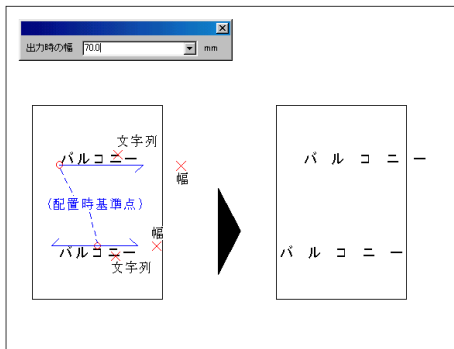 出力時の幅 70.0 mm
文字列
バルコニー
幅
バ ル コ ニ ー
(配置時基準点)
幅
バルコニー
文字列
バ ル コ ニ ー